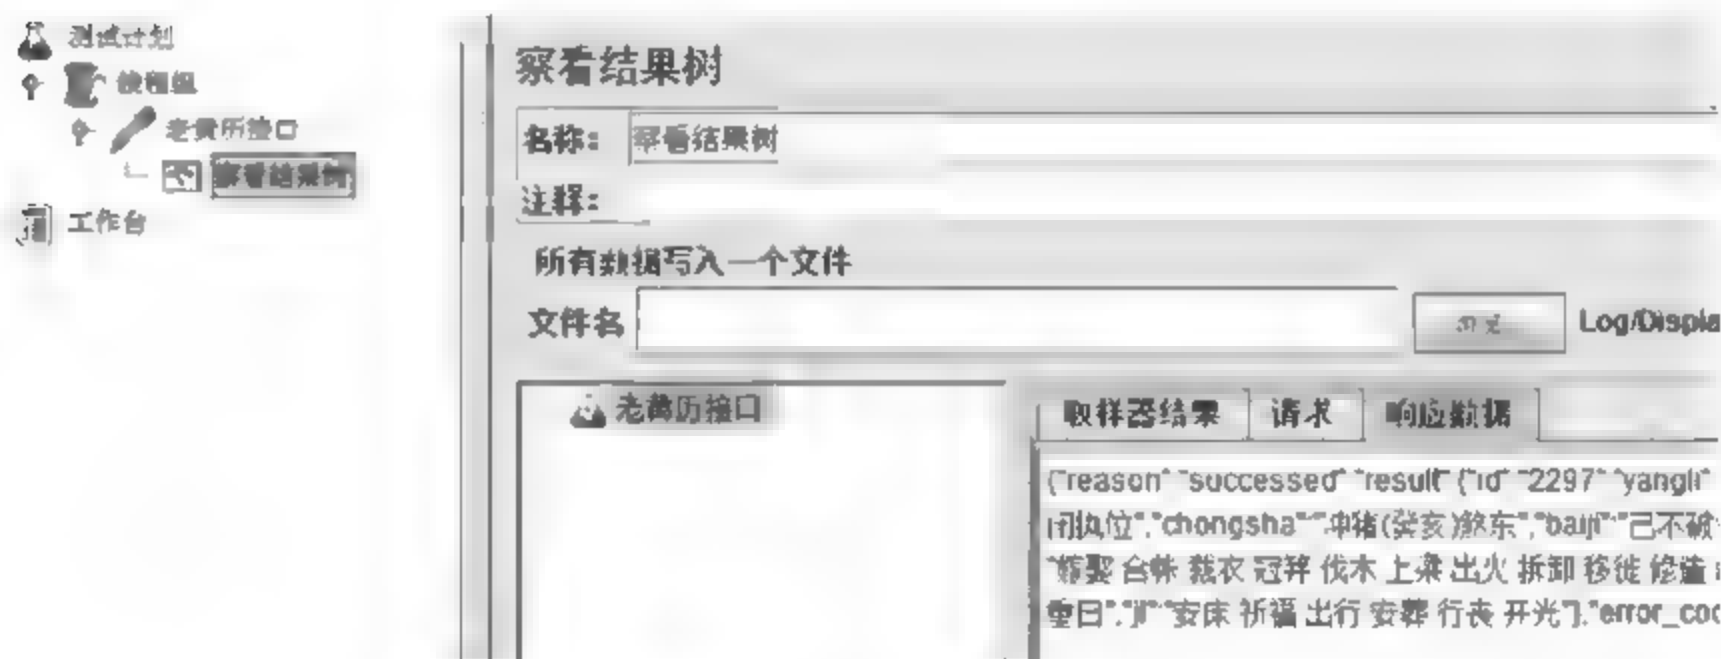 测试计划
线程组
老黄历接口
察看结果树
工作台
察看结果树
名称: 察看结果树
注释:
所有数据写入一个文件
文件名 Log/Displa
老黄历接口
取样器结果 请求 响应数据
{"reason" "successed" "result" {"id" "2297" "yangli"
"chongsha" "冲猪(癸亥)煞东","baiji" "己不破
"嫁娶 合帐 裁衣 冠笄 伐木 上梁 出火 拆卸 移徙 修造
重日","ji" "安床 祈福 出行 安葬 行丧 开光"},"error_coc